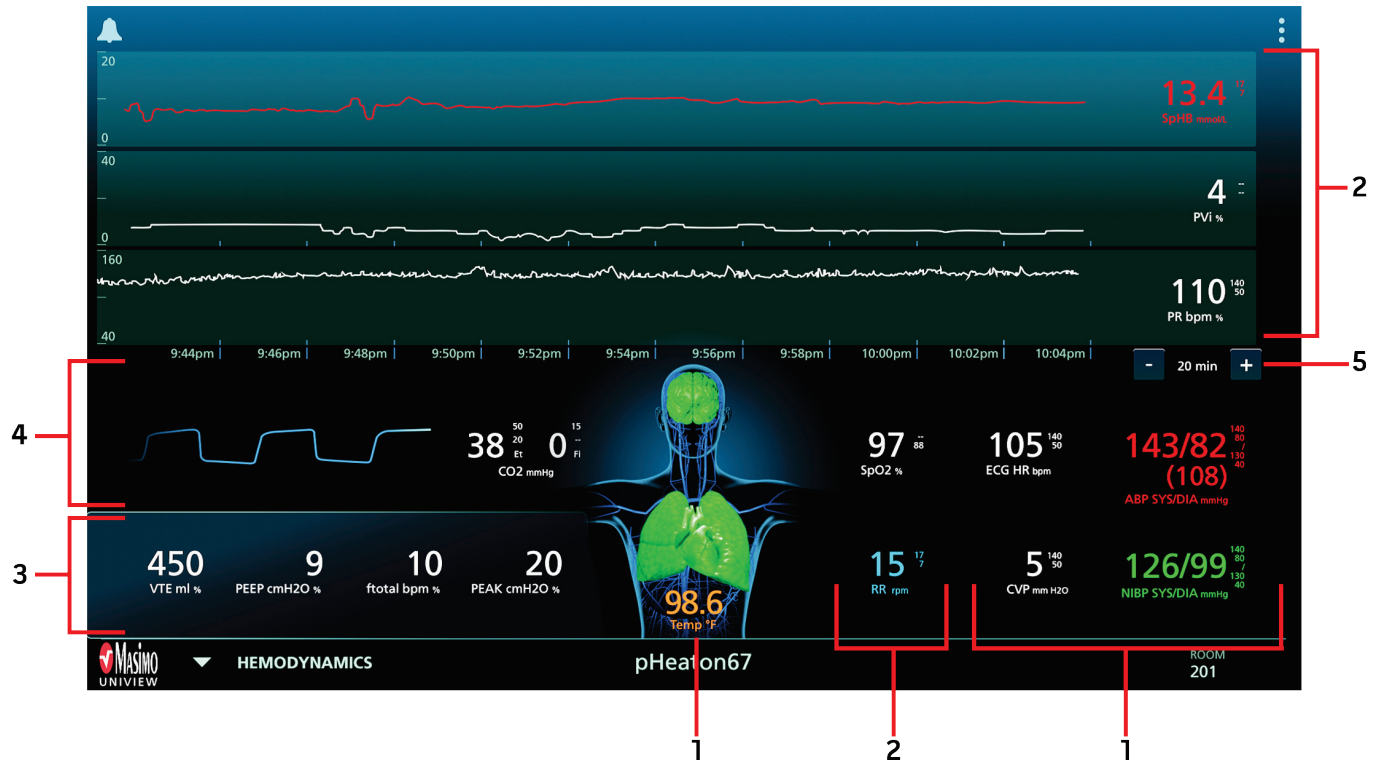 20
13.4
17
7
SpHB mmol/L
0
40
4
--
--
PVi %
0
160
110
140
50
PR bpm %
40
9:44pm 9:46pm 9:48pm 9:50pm 9:52pm 9:54pm 9:56pm 9:58pm 10:00pm 10:02pm 10:04pm
- 20 min +
2
5
4
38
50
20
Et
0
15
--
Fi
CO2 mmHg
97
--
88
SpO2 %
105
140
50
ECG HR bpm
143/82
(108)
140
80
/
130
40
ABP SYS/DIA mmHg
3
450
VTE ml %
9
PEEP cmH2O %
10
ftotal bpm %
20
PEAK cmH2O %
98.6
Temp °F
15
17
7
RR rpm
5
140
50
CVP mm H2O
126/99
140
80
/
130
40
NIBP SYS/DIA mmHg
MASIMO
UNIVIEW
HEMODYNAMICS
pHeaton67
ROOM
201
1
2
1